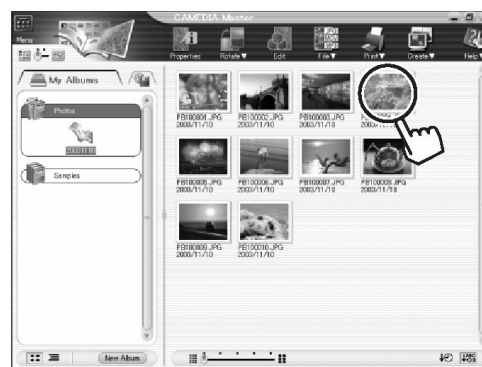 CAMEDIA Master
Menu
Properties Rotate▼ Edit File▼ Print▼ Create▼ Help▼
My Albums
Photos
2003/11/10
Samples
PB100001.JPG PB100002.JPG PB100003.JPG
2003/11/10 2003/11/10 2003/11/10
PB100005.JPG PB100006.JPG PB100007.JPG PB100008.JPG
2003/11/10 2003/11/10 2003/11/10 2003/11/10
PB100009.JPG PB100010.JPG
2003/11/10 2003/11/10
New Album